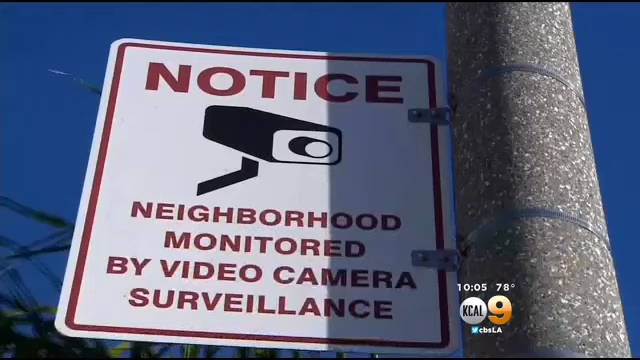 NOTICE
NEIGHBORHOOD
MONITORED
BY VIDEO CAMERA
SURVEILLANCE
10:05 78°
KCAL 9
cbsLA